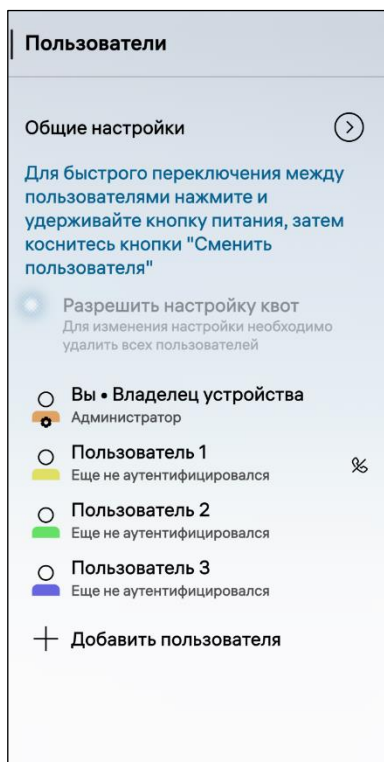 Пользователи
Общие настройки
Для быстрого переключения между
пользователями нажмите и
удерживайте кнопку питания, затем
коснитесь кнопки "Сменить
пользователя"
Разрешить настройку квот
Для изменения настройки необходимо
удалить всех пользователей
Вы • Владелец устройства
Администратор
Пользователь 1
Еще не аутентифицировался
Пользователь 2
Еще не аутентифицировался
Пользователь 3
Еще не аутентифицировался
Добавить пользователя